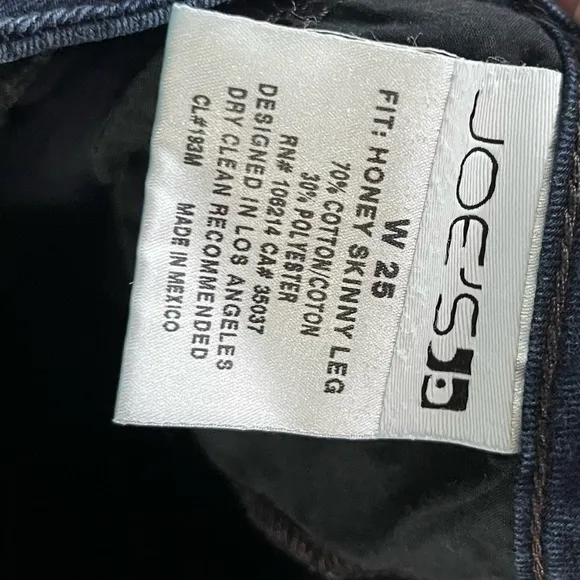 JOE'S
W 25
FIT: HONEY SKINNY LEG
70% COTTON/COTON
30% POLYESTER
RN# 106214 CA# 35037
DESIGNED IN LOS ANGELES
DRY CLEAN RECOMMENDED
CL#183M MADE IN MEXICO